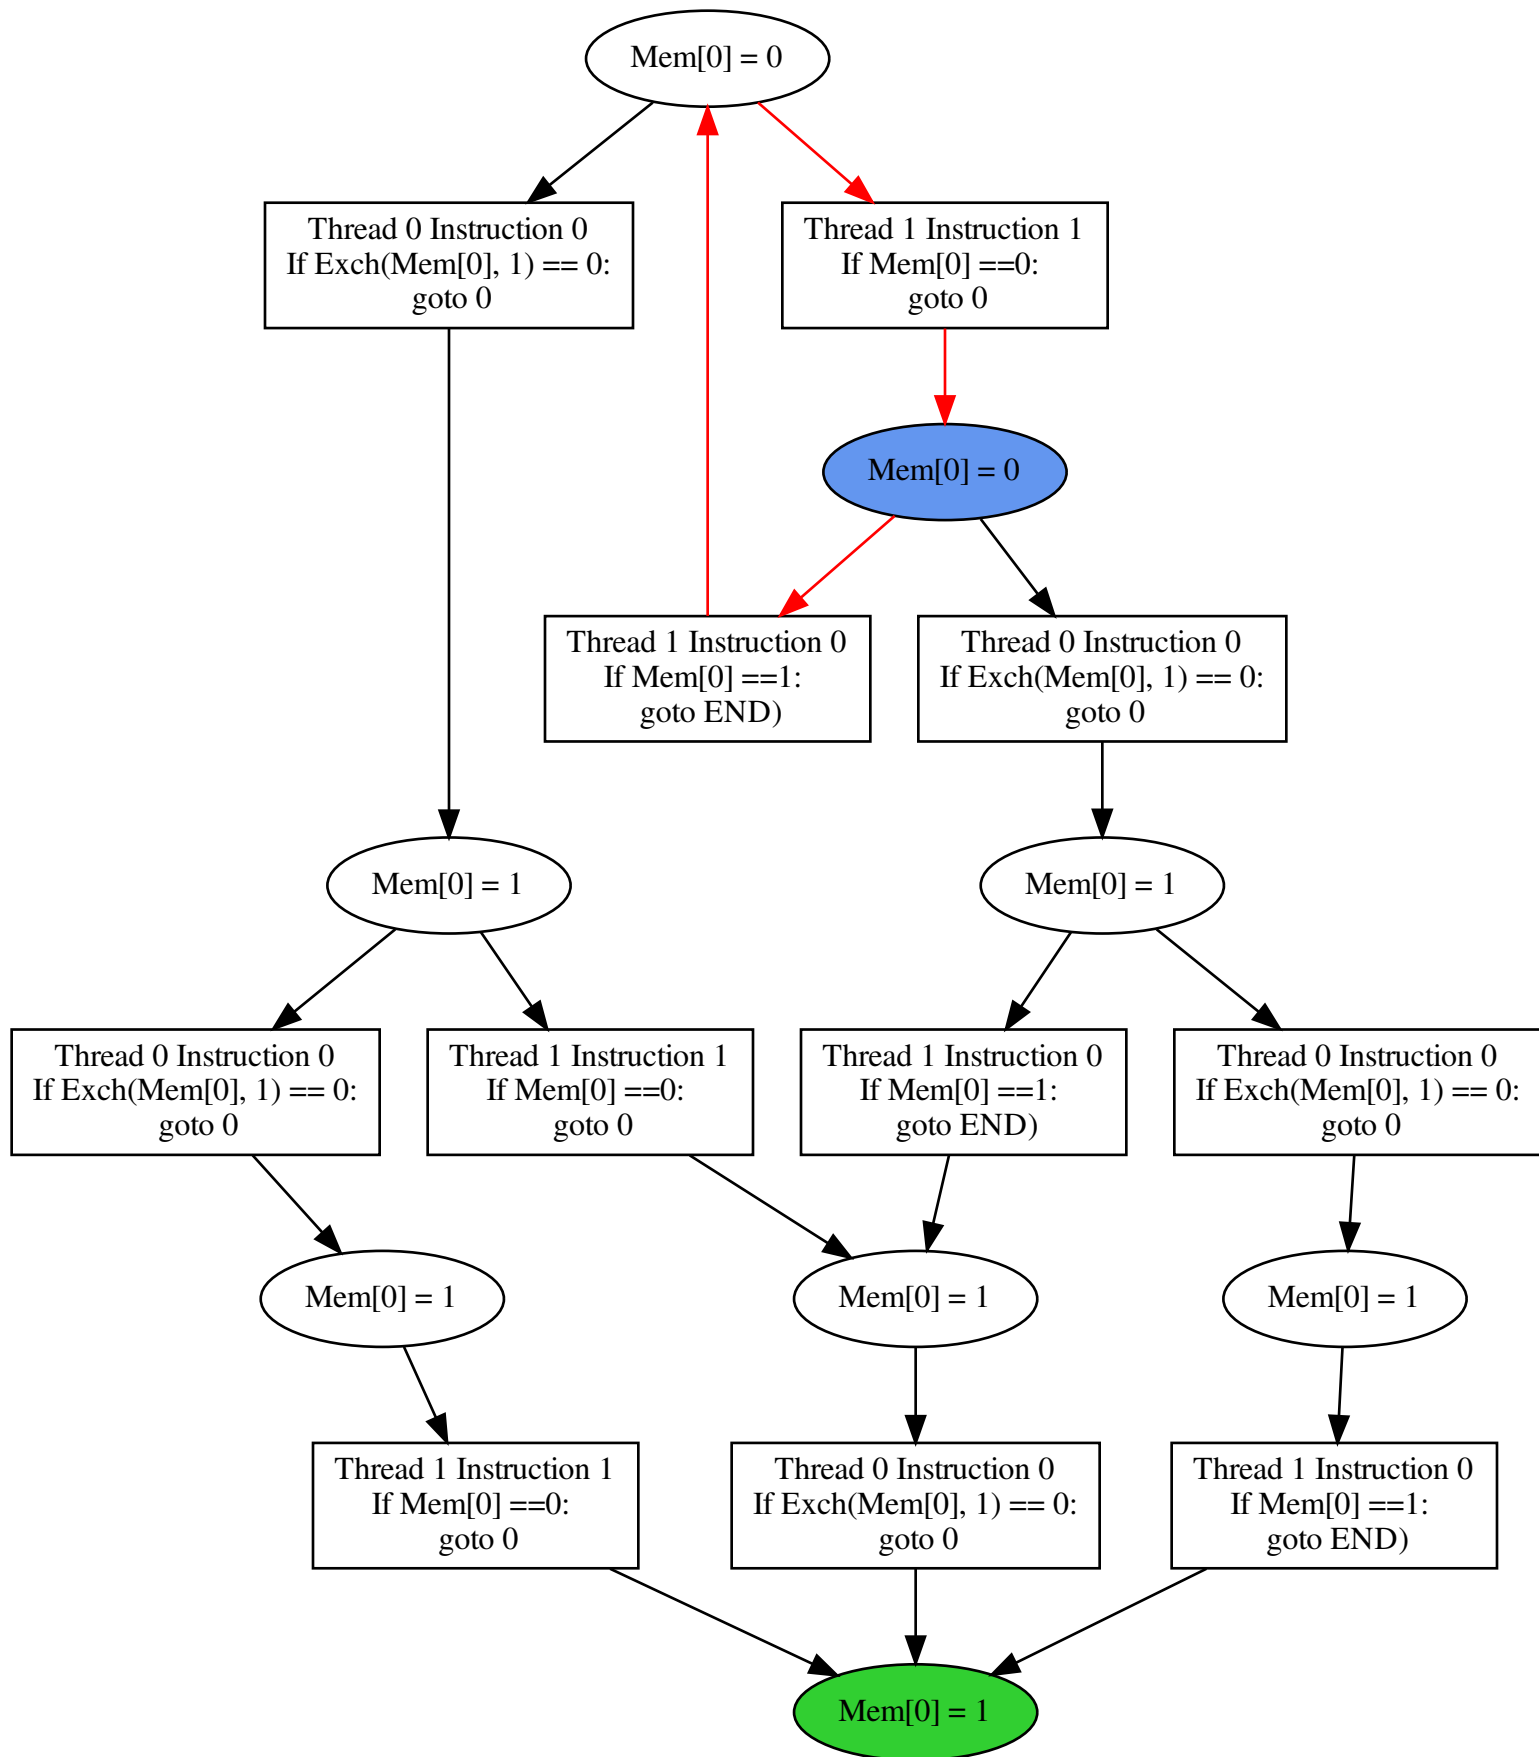 Mem[0] = 0
Thread 0 Instruction 0
If Exch(Mem[0], 1) == 0:
goto 0
Thread 1 Instruction 1
If Mem[0] ==0:
goto 0
Mem[0] = 0
Thread 1 Instruction 0
If Mem[0] ==1:
goto END)
Thread 0 Instruction 0
If Exch(Mem[0], 1) == 0:
goto 0
Mem[0] = 1
Mem[0] = 1
Thread 0 Instruction 0
If Exch(Mem[0], 1) == 0:
goto 0
Thread 1 Instruction 1
If Mem[0] ==0:
goto 0
Thread 1 Instruction 0
If Mem[0] ==1:
goto END)
Thread 0 Instruction 0
If Exch(Mem[0], 1) == 0:
goto 0
Mem[0] = 1
Mem[0] = 1
Mem[0] = 1
Thread 1 Instruction 1
If Mem[0] ==0:
goto 0
Thread 0 Instruction 0
If Exch(Mem[0], 1) == 0:
goto 0
Thread 1 Instruction 0
If Mem[0] ==1:
goto END)
Mem[0] = 1